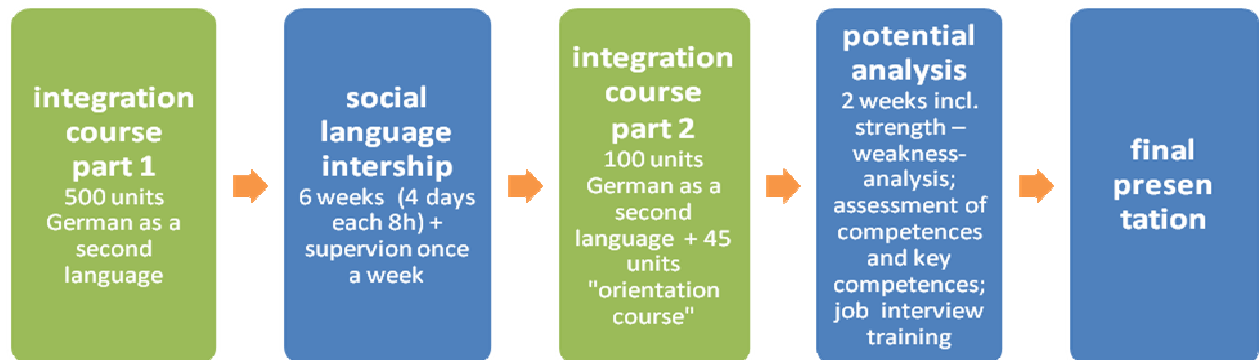 integration
course
part 1
500 units
German as a
second
language
social
language
intership
6 weeks (4 days
each 8h) +
supervion once
a week
integration
course
part 2
100 units
German as a
second
language + 45
units
"orientation
course"
potential
analysis
2 weeks incl.
strength –
weakness-
analysis;
assessment of
competences
and key
competences;
job interview
training
final
presen
tation